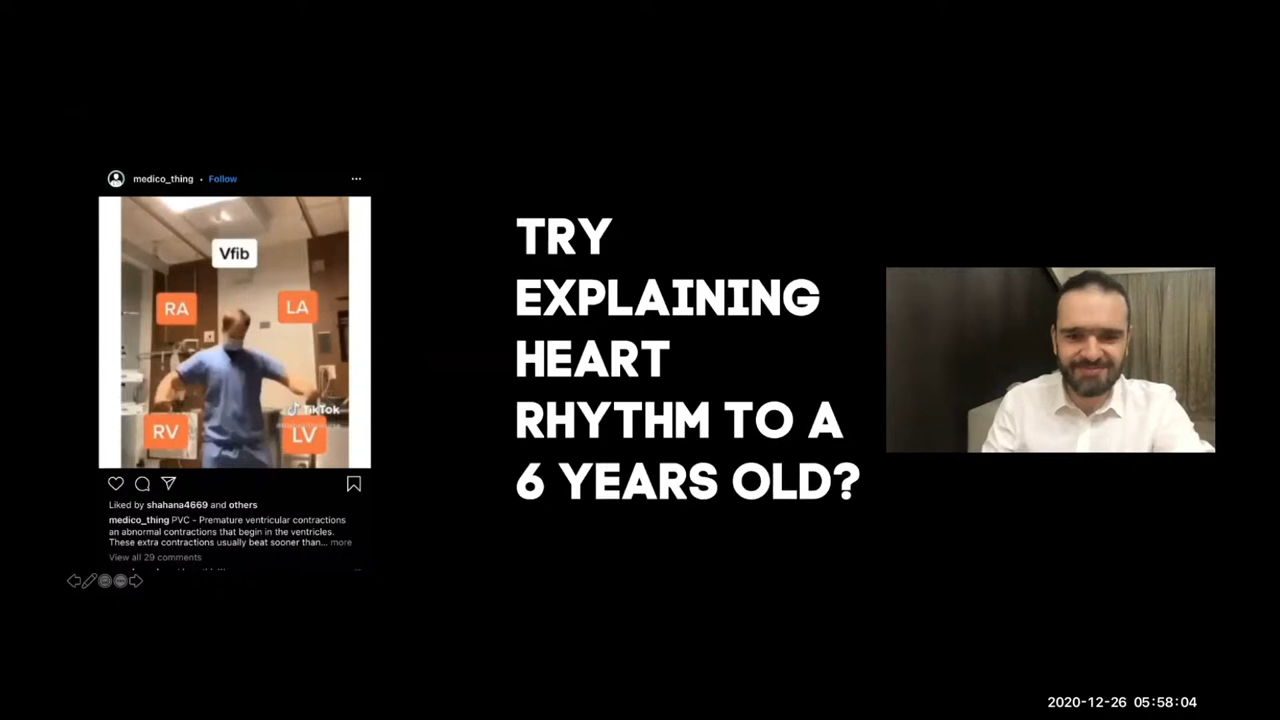 medico_thing • Follow
Vfib
RA
LA
TikTok
RV
LV
Liked by shahana4669 and others
medico_thing PVC - Premature ventricular contractions
an abnormal contractions that begin in the ventricles.
These extra contractions usually beat sooner than... more
View all 29 comments
TRY
EXPLAINING
HEART
RHYTHM TO A
6 YEARS OLD?
2020-12-26 05:58:04